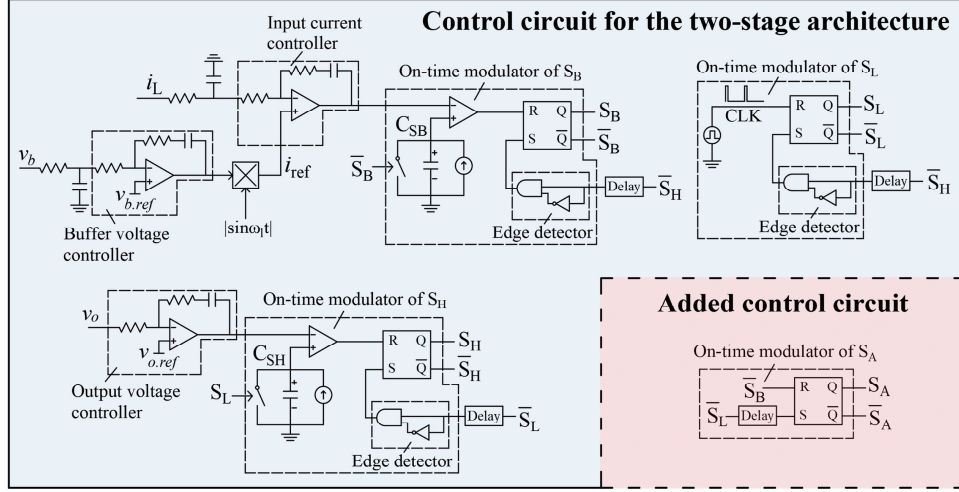 Control circuit for the two-stage architecture
Input current
controller
i_L
i_ref
v_b
v_b.ref
|sinω_lt|
Buffer voltage
controller
On-time modulator of S_B
C_SB
+
−
S̅_B
R Q
S Q̅
S_B
S̅_B
Delay
S̅_H
Edge detector
On-time modulator of S_L
CLK
R Q
S Q̅
S_L
S̅_L
Delay
S̅_H
Edge detector
v_o
v_o.ref
Output voltage
controller
On-time modulator of S_H
C_SH
+
−
S_L
R Q
S Q̅
S_H
S̅_H
Delay
S̅_L
Edge detector
Added control circuit
On-time modulator of S_A
S̅_B
S̅_L
Delay
R Q
S Q̅
S_A
S̅_A